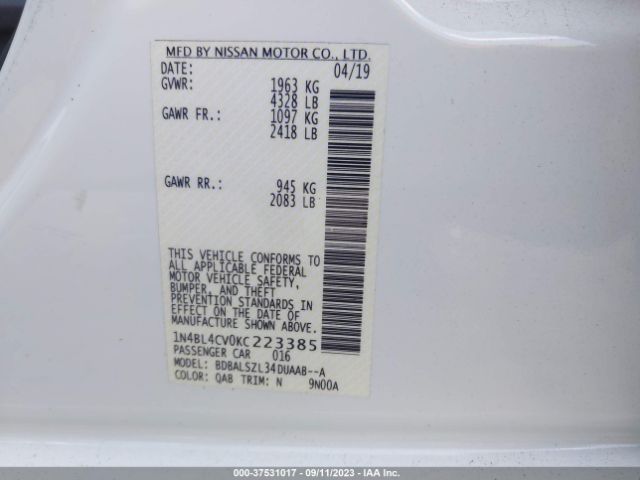 MFD BY NISSAN MOTOR CO., LTD.
DATE: 04/19
GVWR: 1963 KG
4328 LB
GAWR FR.: 1097 KG
2418 LB
GAWR RR.: 945 KG
2083 LB
THIS VEHICLE CONFORMS TO
ALL APPLICABLE FEDERAL
MOTOR VEHICLE SAFETY,
BUMPER, AND THEFT
PREVENTION STANDARDS IN
EFFECT ON THE DATE OF
MANUFACTURE SHOWN ABOVE.
1N4BL4CV0KC223385
PASSENGER CAR 016
MODEL: BDBALSZL34DUAAB--A
COLOR: QAB TRIM: N 9N00A
000-37531017 - 09/11/2023 - IAA Inc.